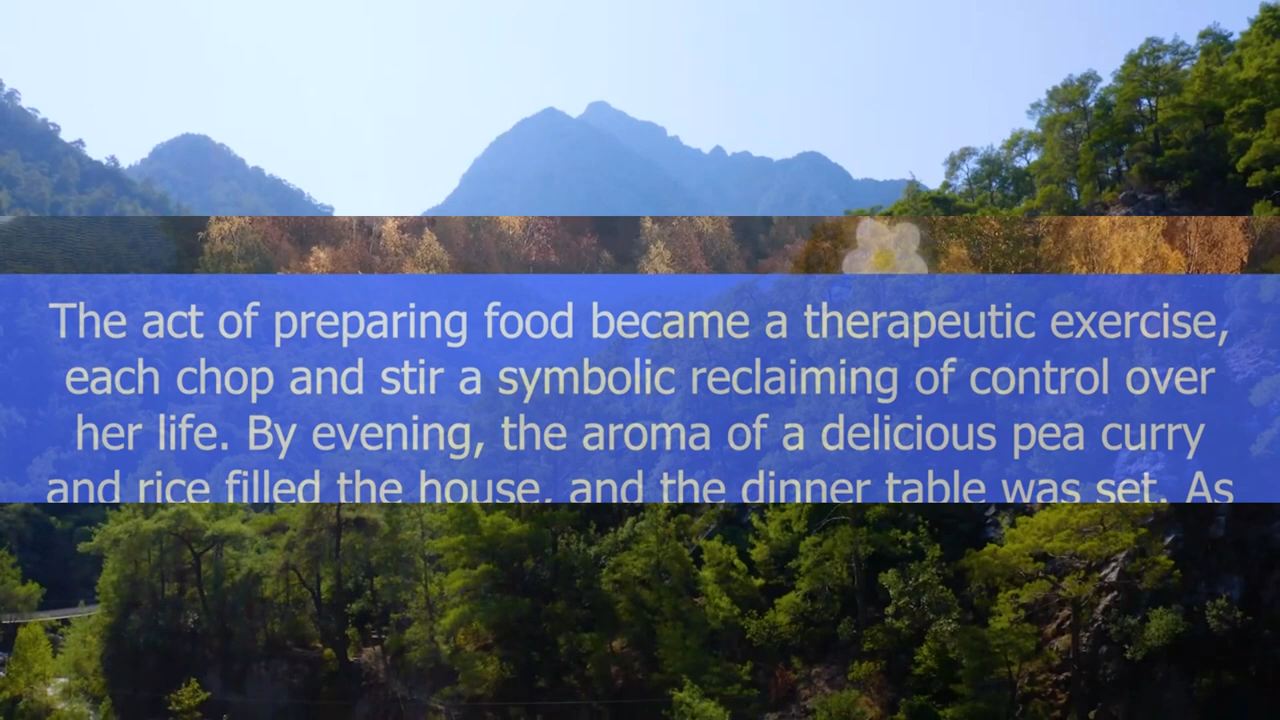 The act of preparing food became a therapeutic exercise,
each chop and stir a symbolic reclaiming of control over
her life. By evening, the aroma of a delicious pea curry
and rice filled the house, and the dinner table was set. As